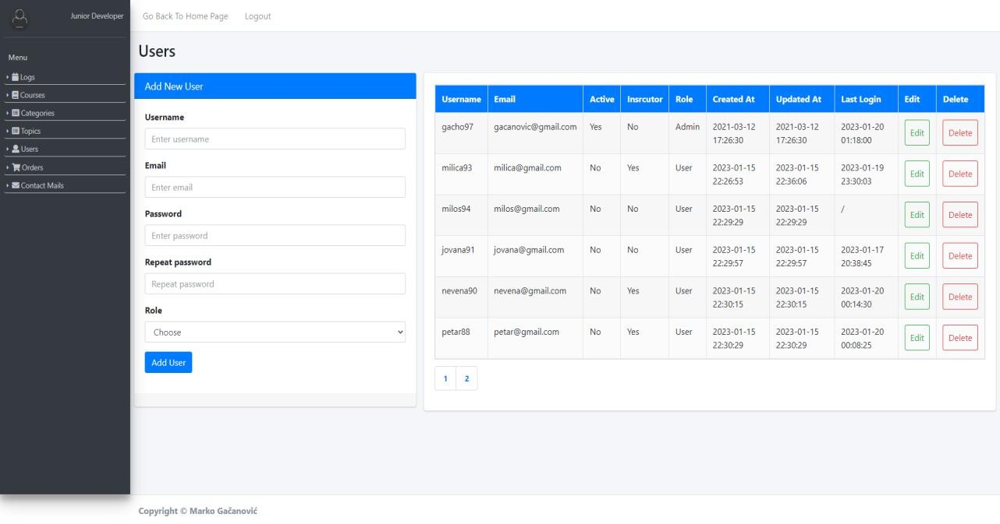 Junior Developer
Go Back To Home Page Logout
Menu
Logs
Courses
Categories
Topics
Users
Orders
Contact Mails
Users
Add New User
Username
Enter username
Email
Enter email
Password
Enter password
Repeat password
Repeat password
Role
Choose
Add User
Username Email Active Insrcutor Role Created At Updated At Last Login Edit Delete
gacho97 gacanovic@gmail.com Yes No Admin 2021-03-12 2021-03-12 2023-01-20 Edit Delete
17:26:30 17:26:30 01:18:00
milica93 milica@gmail.com No Yes User 2023-01-15 2023-01-15 2023-01-19 Edit Delete
22:26:53 22:36:06 23:30:03
milos94 milos@gmail.com No No User 2023-01-15 2023-01-15 / Edit Delete
22:29:29 22:29:29
jovana91 jovana@gmail.com No No User 2023-01-15 2023-01-15 2023-01-17 Edit Delete
22:29:57 22:29:57 20:38:45
nevena90 nevena@gmail.com No Yes User 2023-01-15 2023-01-15 2023-01-20 Edit Delete
22:30:15 22:30:15 00:14:30
petar88 petar@gmail.com No Yes User 2023-01-15 2023-01-15 2023-01-20 Edit Delete
22:30:29 22:30:29 00:08:25
1 2
Copyright © Marko Gačanović